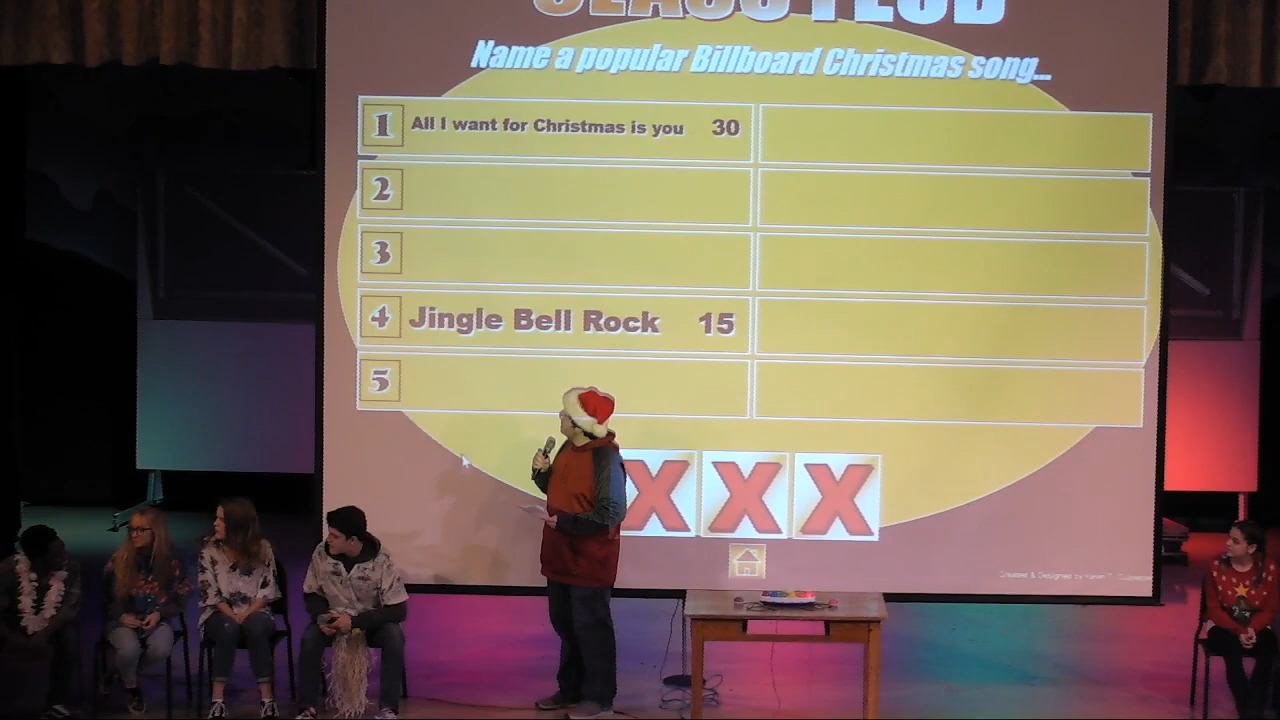 Name a popular Billboard Christmas song...
1 All I want for Christmas is you 30
2
3
4 Jingle Bell Rock 15
5
X X X